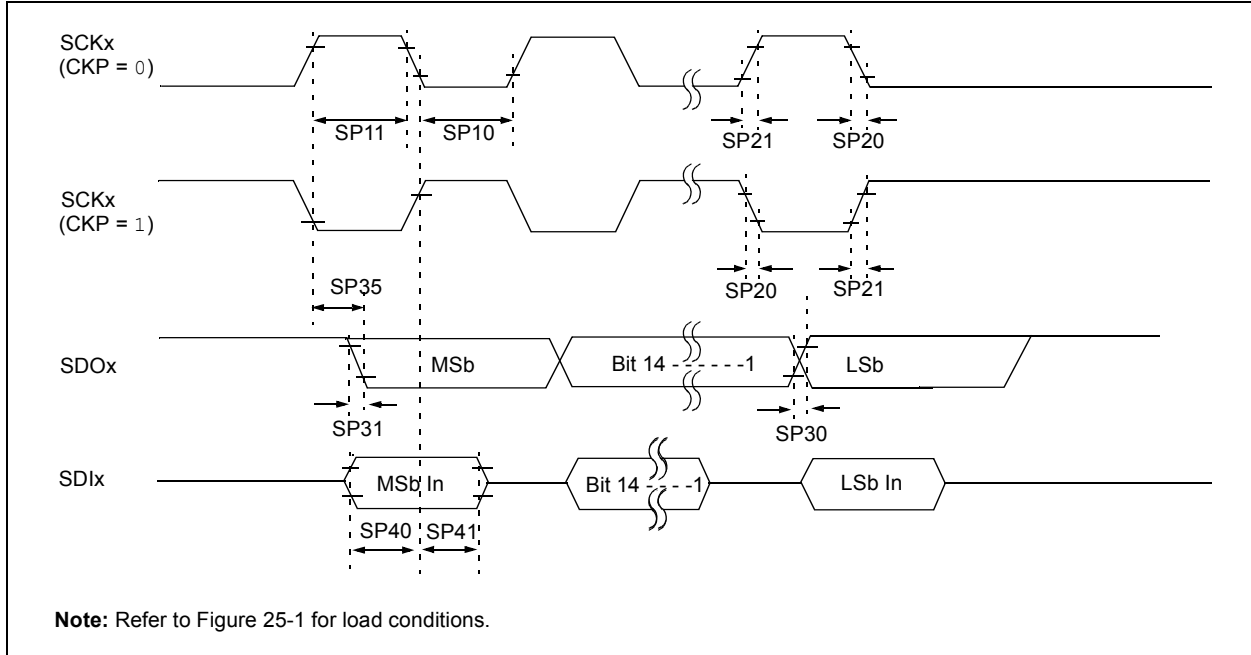 SCKx
(CKP = 0)
SP11
SP10
SP21
SP20
SCKx
(CKP = 1)
SP35
SP20
SP21
SDOx
MSb
Bit 14 - - - - - -1
LSb
SP31
SP30
SDIx
MSb In
Bit 14 - - - -1
LSb In
SP40
SP41
Note: Refer to Figure 25-1 for load conditions.